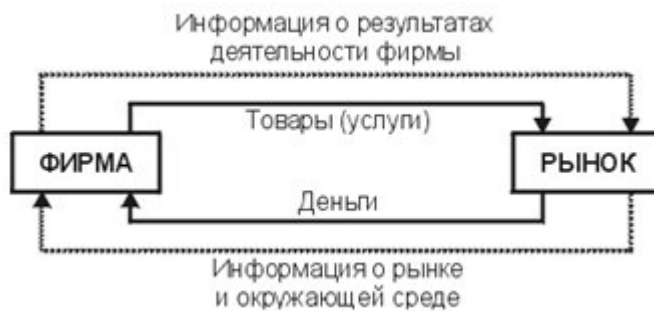 Информация о результатах
деятельности фирмы
Товары (услуги)
ФИРМА
РЫНОК
Деньги
Информация о рынке
и окружающей среде